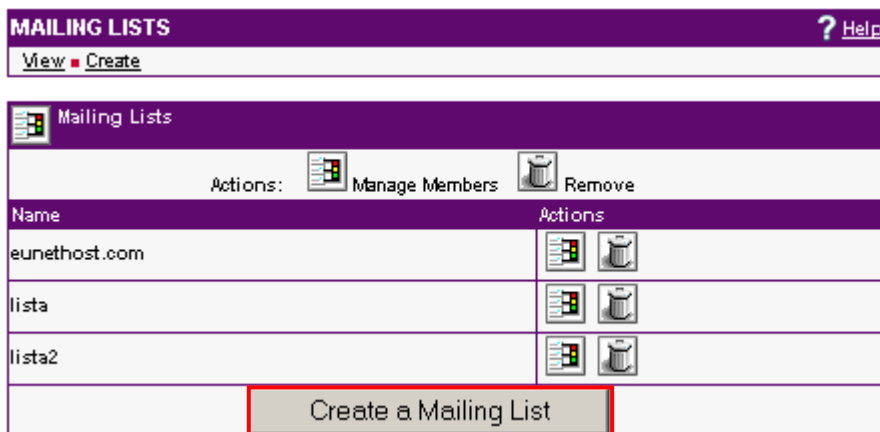 MAILING LISTS ? Help
View ▪ Create
Mailing Lists
Actions: Manage Members Remove
Name Actions
eunethost.com
lista
lista2
Create a Mailing List